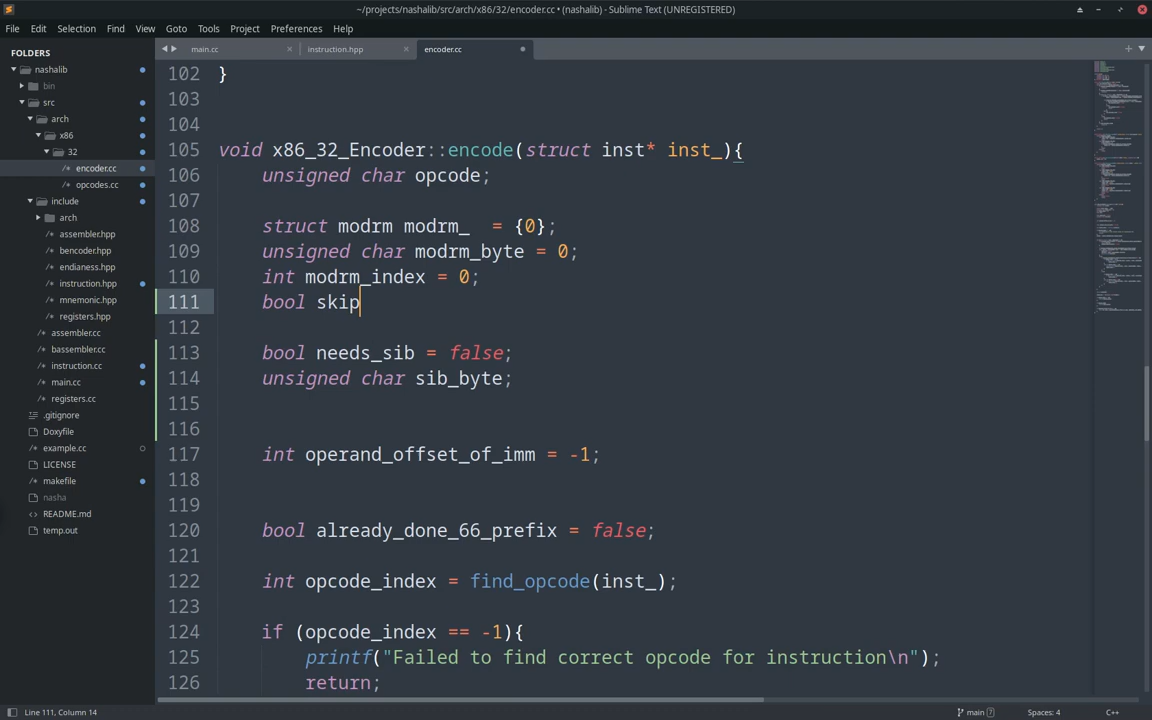 ~/projects/nashalib/src/arch/x86/32/encoder.cc • (nashalib) - Sublime Text (UNREGISTERED)
File Edit Selection Find View Goto Tools Project Preferences Help
FOLDERS
nashalib
bin
src
arch
x86
32
/* encoder.cc
/* opcodes.cc
include
arch
/* assembler.hpp
/* bencoder.hpp
/* endianess.hpp
/* instruction.hpp
/* mnemonic.hpp
/* registers.hpp
/* assembler.cc
/* bassembler.cc
/* instruction.cc
/* main.cc
/* registers.cc
.gitignore
Doxyfile
/* example.cc
LICENSE
/* makefile
nasha
<> README.md
temp.out
main.cc × instruction.hpp × encoder.cc
102 }
103
104
105 void x86_32_Encoder::encode(struct inst* inst_){
106 unsigned char opcode;
107
108 struct modrm modrm_  = {0};
109 unsigned char modrm_byte = 0;
110 int modrm_index = 0;
111 bool skip
112
113 bool needs_sib = false;
114 unsigned char sib_byte;
115
116
117 int operand_offset_of_imm = -1;
118
119
120 bool already_done_66_prefix = false;
121
122 int opcode_index = find_opcode(inst_);
123
124 if (opcode_index == -1){
125 printf("Failed to find correct opcode for instruction\n");
126 return;
Line 111, Column 14 main 7 Spaces: 4 C++